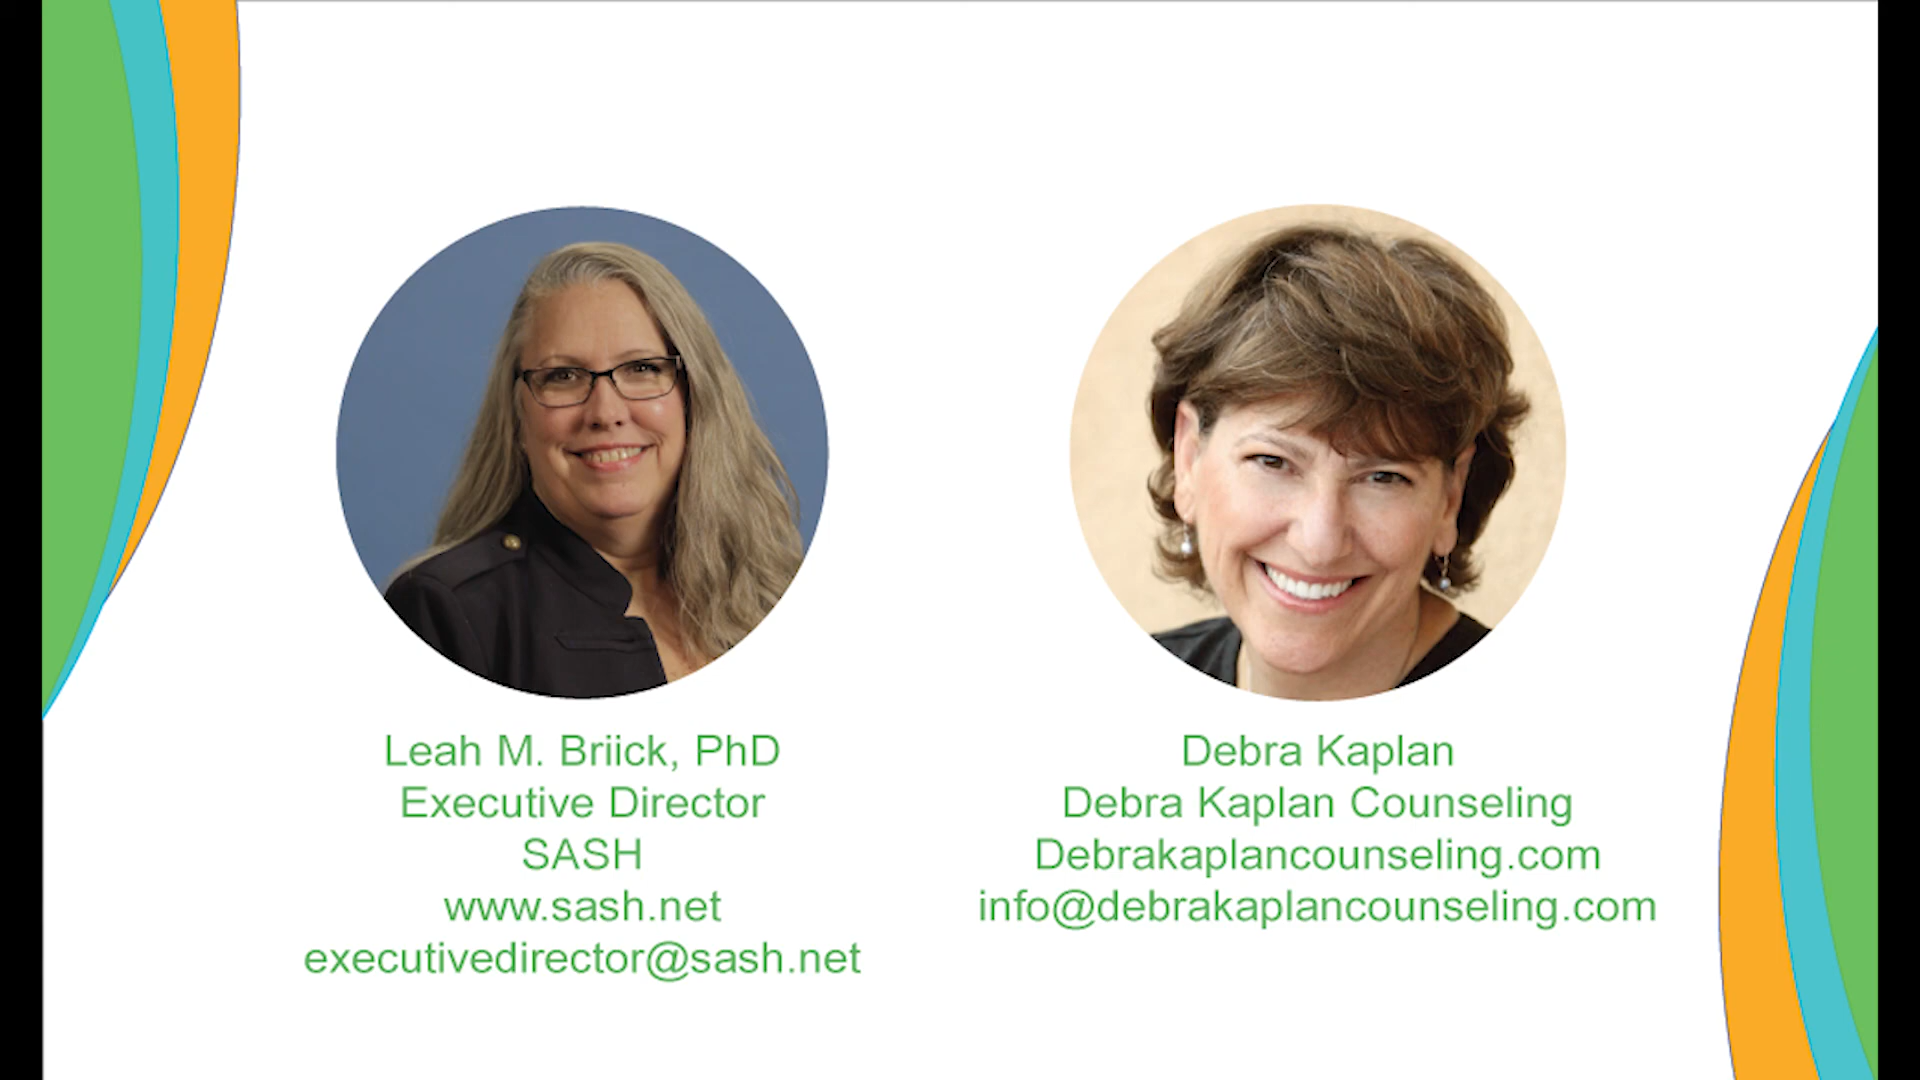 Leah M. Briick, PhD
Executive Director
SASH
www.sash.net
executivedirector@sash.net
Debra Kaplan
Debra Kaplan Counseling
Debrakaplancounseling.com
info@debrakaplancounseling.com